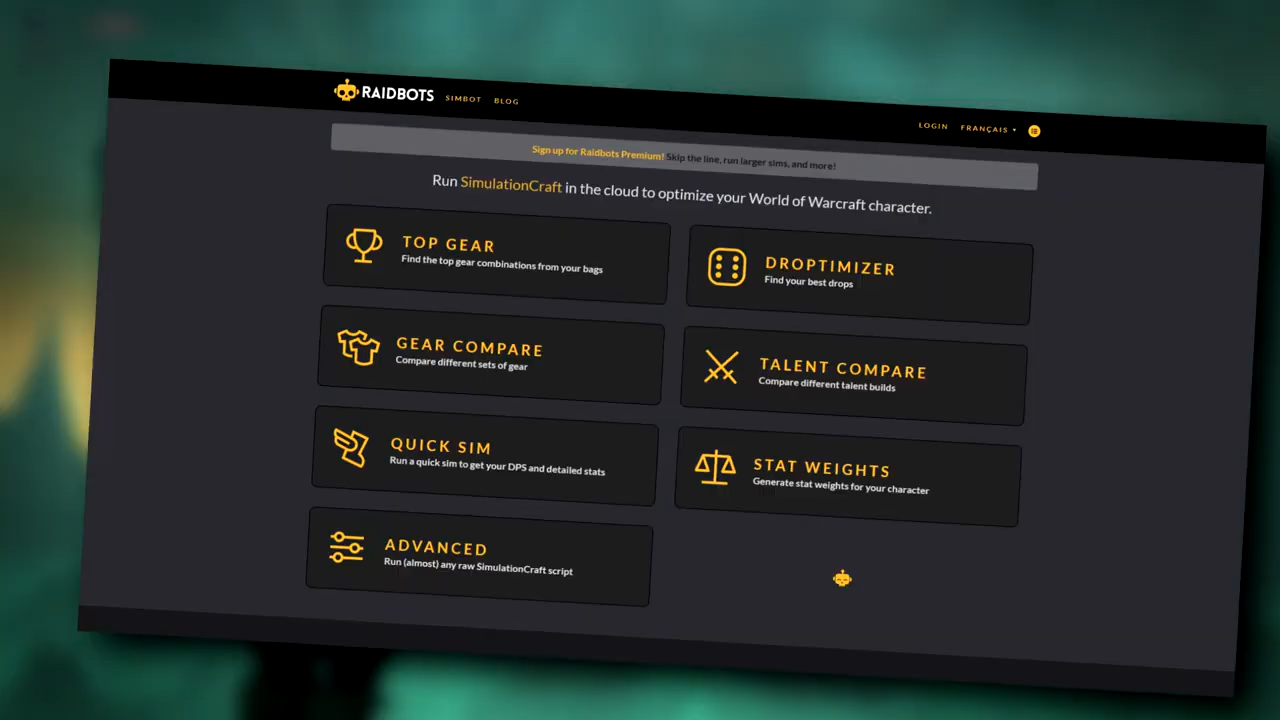 RAIDBOTS SIMBOT BLOG LOGIN FRANÇAIS
Sign up for Raidbots Premium! Skip the line, run larger sims, and more!
Run SimulationCraft in the cloud to optimize your World of Warcraft character.
TOP GEAR
Find the top gear combinations from your bags
DROPTIMIZER
Find your best drops
GEAR COMPARE
Compare different sets of gear
TALENT COMPARE
Compare different talent builds
QUICK SIM
Run a quick sim to get your DPS and detailed stats
STAT WEIGHTS
Generate stat weights for your character
ADVANCED
Run (almost) any raw SimulationCraft script